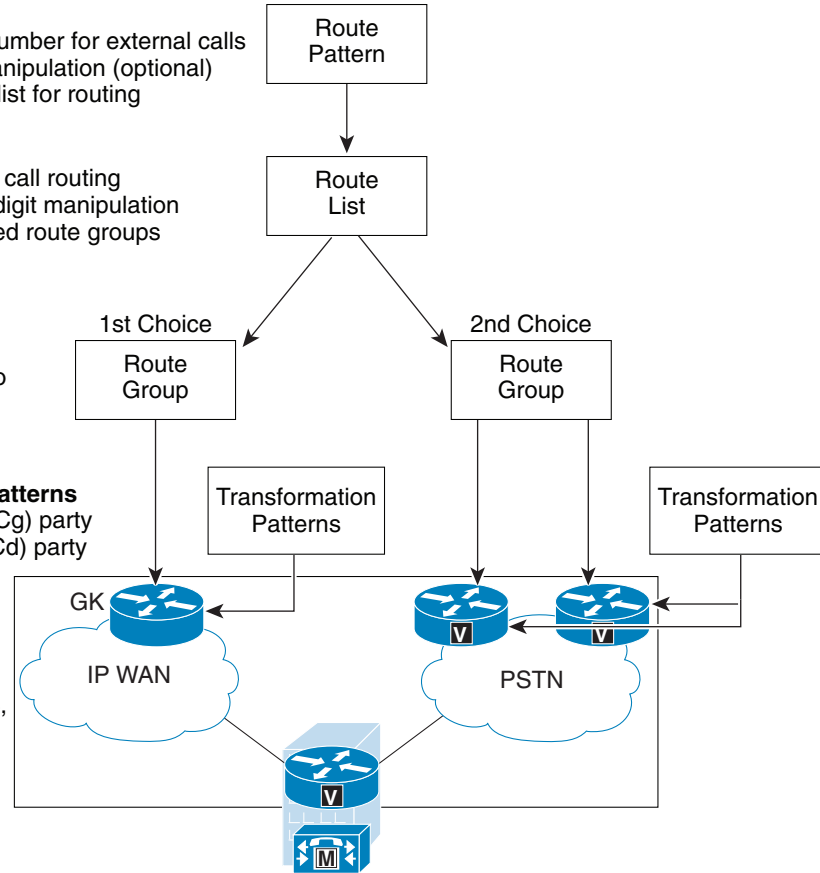 Route
Pattern
number for external calls
anipulation (optional)
list for routing
Route
List
call routing
digit manipulation
ed route groups
1st Choice
2nd Choice
Route
Group
Route
Group
o
atterns
Cg) party
Cd) party
Transformation
Patterns
Transformation
Patterns
GK
V
V
IP WAN
PSTN
,
V
M